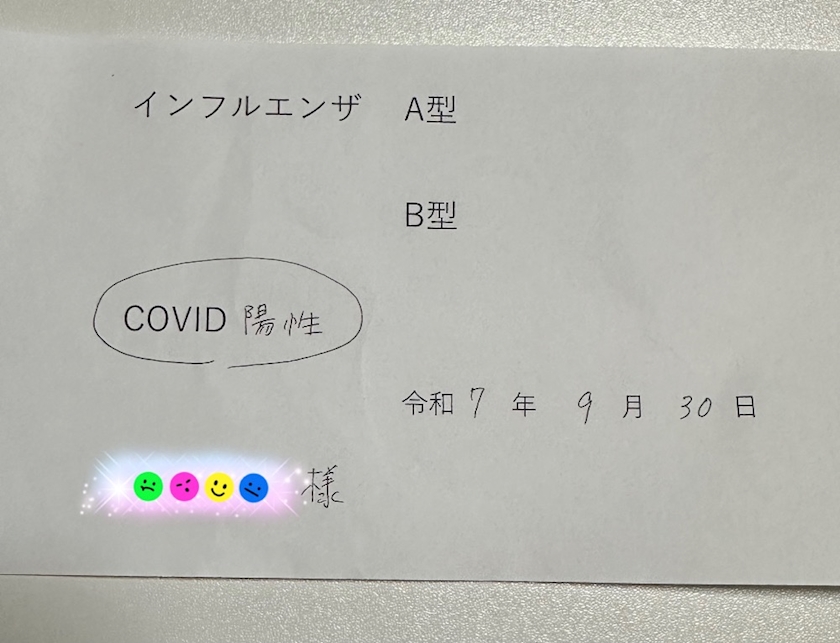 インフルエンザ A型
B型
COVID 陽性
令和 7 年 9 月 30 日
様